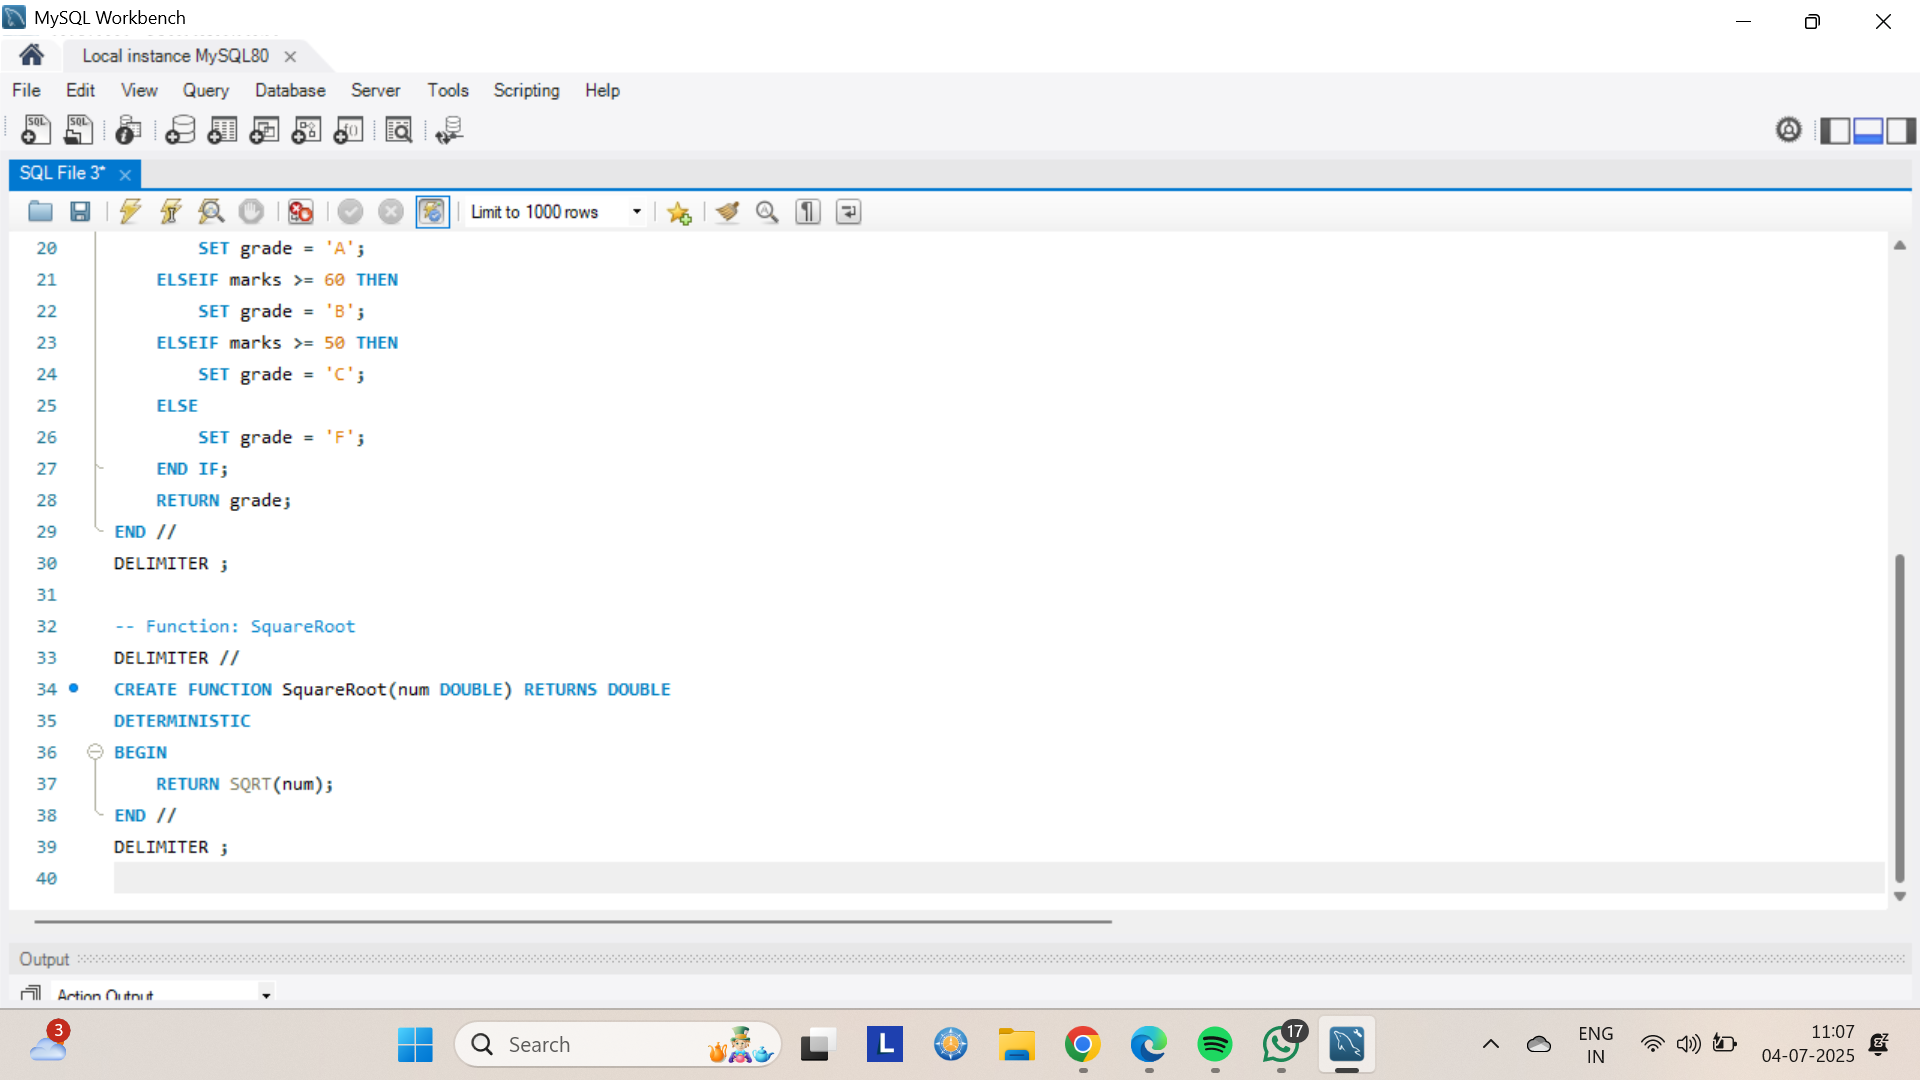 MySQL Workbench
Local instance MySQL80
File Edit View Query Database Server Tools Scripting Help
SQL SQL
SQL File 3*
Limit to 1000 rows
20 SET grade = 'A';
21 ELSEIF marks >= 60 THEN
22 SET grade = 'B';
23 ELSEIF marks >= 50 THEN
24 SET grade = 'C';
25 ELSE
26 SET grade = 'F';
27 END IF;
28 RETURN grade;
29 END //
30 DELIMITER ;
31
32 -- Function: SquareRoot
33 DELIMITER //
34 CREATE FUNCTION SquareRoot(num DOUBLE) RETURNS DOUBLE
35 DETERMINISTIC
36 BEGIN
37 RETURN SQRT(num);
38 END //
39 DELIMITER ;
40
Output
Action Output
3
Search
L
17
ENG
IN
11:07
04-07-2025